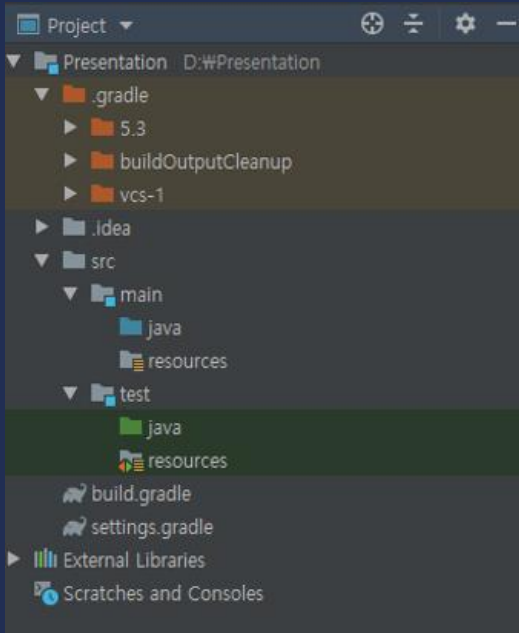 Project
Presentation D:₩Presentation
.gradle
5.3
buildOutputCleanup
vcs-1
.idea
src
main
java
resources
test
java
resources
build.gradle
settings.gradle
External Libraries
Scratches and Consoles